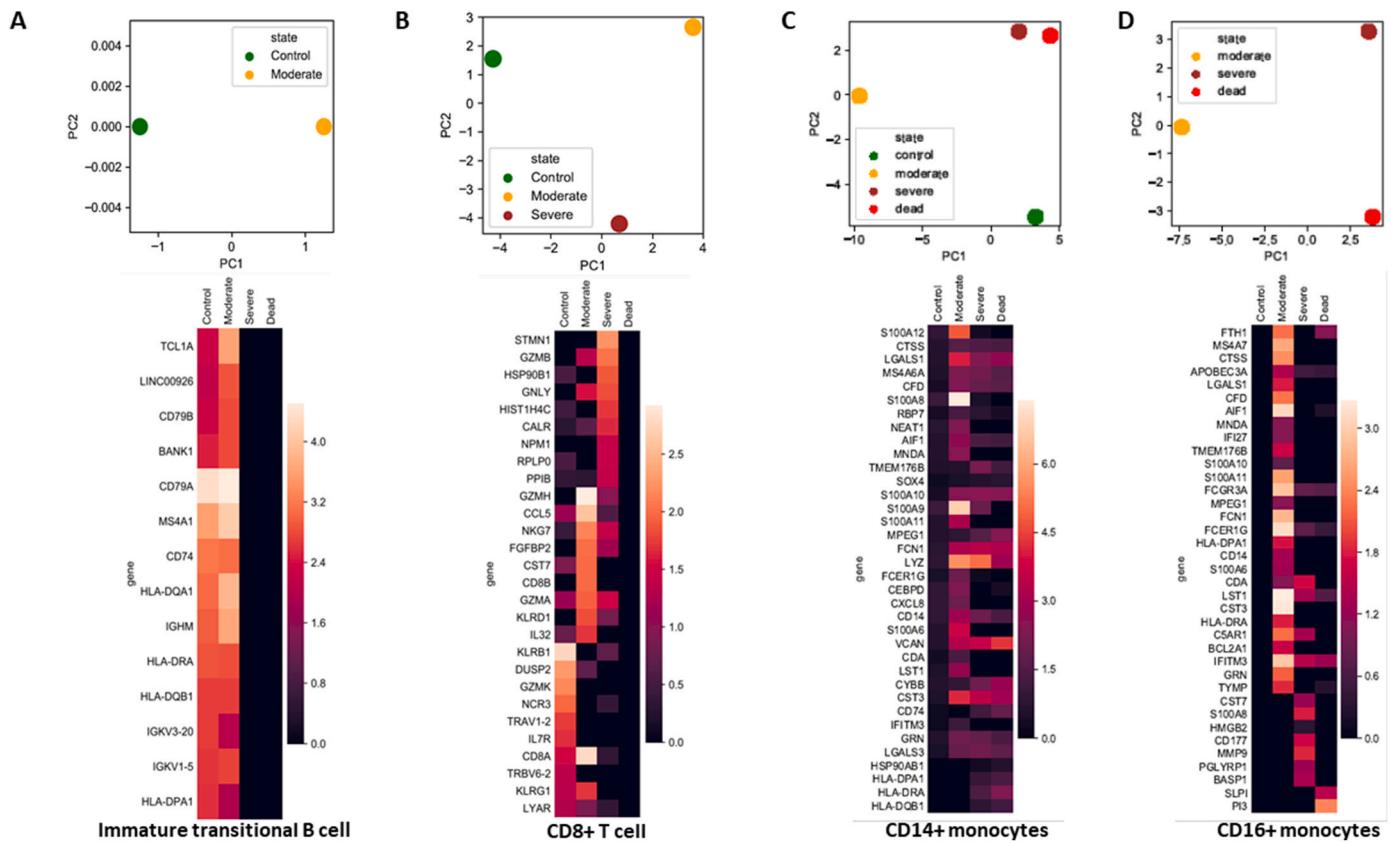 A
0.004
0.002
0.000
−0.002
−0.004
PC2
state
Control
Moderate
−1
0
1
PC1
Control
Moderate
Severe
Dead
TCL1A
LINC00926
CD79B
BANK1
CD79A
MS4A1
CD74
HLA-DQA1
IGHM
HLA-DRA
HLA-DQB1
IGKV3-20
IGKV1-5
HLA-DPA1
gene
4.0
3.2
2.4
1.6
0.8
0.0
Immature transitional B cell
B
3
2
1
0
−1
−2
−3
−4
PC2
state
Control
Moderate
Severe
−4
−2
0
2
4
PC1
Control
Moderate
Severe
Dead
STMN1
GZMB
HSP90B1
GNLY
HIST1H4C
CALR
NPM1
RPLP0
PPIB
GZMH
CCL5
NKG7
FGFBP2
CST7
CD8B
GZMA
KLRD1
IL32
KLRB1
DUSP2
GZMK
NCR3
TRAV1-2
IL7R
CD8A
TRBV6-2
KLRG1
LYAR
gene
2.5
2.0
1.5
1.0
0.5
0.0
CD8+ T cell
C
2
0
−2
−4
PC2
state
control
moderate
severe
dead
−10
−5
0
5
PC1
Control
Moderate
Severe
Dead
S100A12
CTSS
LGALS1
MS4A6A
CFD
S100A8
RBP7
NEAT1
AIF1
MNDA
TMEM176B
SOX4
S100A10
S100A9
S100A11
MPEG1
FCN1
LYZ
FCER1G
CEBPD
CXCL8
CD14
S100A6
VCAN
CDA
LST1
CYBB
CST3
CD74
IFITM3
GRN
LGALS3
HSP90AB1
HLA-DPA1
HLA-DRA
HLA-DQB1
gene
6.0
4.5
3.0
1.5
0.0
CD14+ monocytes
D
3
2
1
0
−1
−2
−3
PC2
state
moderate
severe
dead
−7,5
−5,0
−2,5
0,0
2,5
PC1
Control
Moderate
Severe
Dead
FTH1
MS4A7
CTSS
APOBEC3A
LGALS1
CFD
AIF1
MNDA
IFI27
TMEM176B
S100A10
S100A11
FCGR3A
MPEG1
FCN1
FCER1G
HLA-DPA1
CD14
S100A6
CDA
LST1
CST3
HLA-DRA
C5AR1
BCL2A1
IFITM3
GRN
TYMP
CST7
S100A8
HMGB2
CD177
MMP9
PGLYRP1
BASP1
SLPI
PI3
gene
3.0
2.4
1.8
1.2
0.6
0.0
CD16+ monocytes